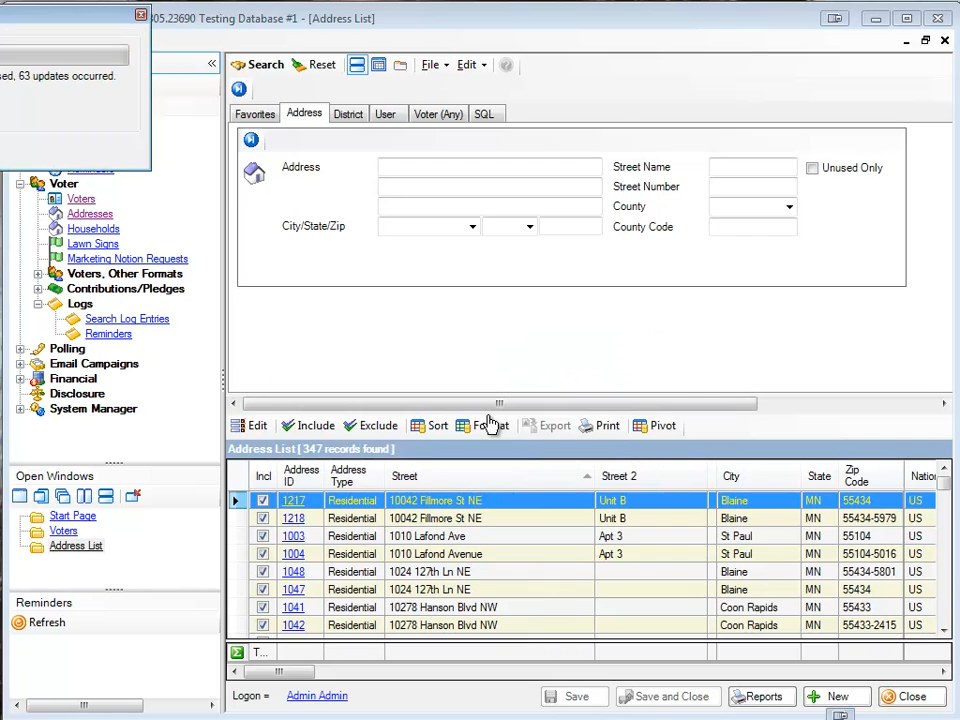 05.23690 Testing Database #1 - [Address List]
sed, 63 updates occurred.
Search Reset File Edit
Favorites Address District User Voter (Any) SQL
Address Street Name Unused Only
Street Number
County
City/State/Zip County Code
Voter
Voters
Addresses
Households
Lawn Signs
Marketing Notion Requests
Voters, Other Formats
Contributions/Pledges
Logs
Search Log Entries
Reminders
Polling
Email Campaigns
Financial
Disclosure
System Manager
Open Windows
Start Page
Voters
Address List
Reminders
Refresh
Edit Include Exclude Sort Format Export Print Pivot
Address List [ 347 records found ]
Incl Address ID Address Type Street Street 2 City State Zip Code Nation
1217 Residential 10042 Fillmore St NE Unit B Blaine MN 55434 US
1218 Residential 10042 Fillmore St NE Unit B Blaine MN 55434-5979 US
1003 Residential 1010 Lafond Ave Apt 3 St Paul MN 55104 US
1004 Residential 1010 Lafond Avenue Apt 3 St Paul MN 55104-5016 US
1048 Residential 1024 127th Ln NE Blaine MN 55434-5801 US
1047 Residential 1024 127th Ln NE Blaine MN 55434 US
1041 Residential 10278 Hanson Blvd NW Coon Rapids MN 55433 US
1042 Residential 10278 Hanson Blvd NW Coon Rapids MN 55433-2415 US
T...
Logon = Admin Admin Save Save and Close Reports New Close